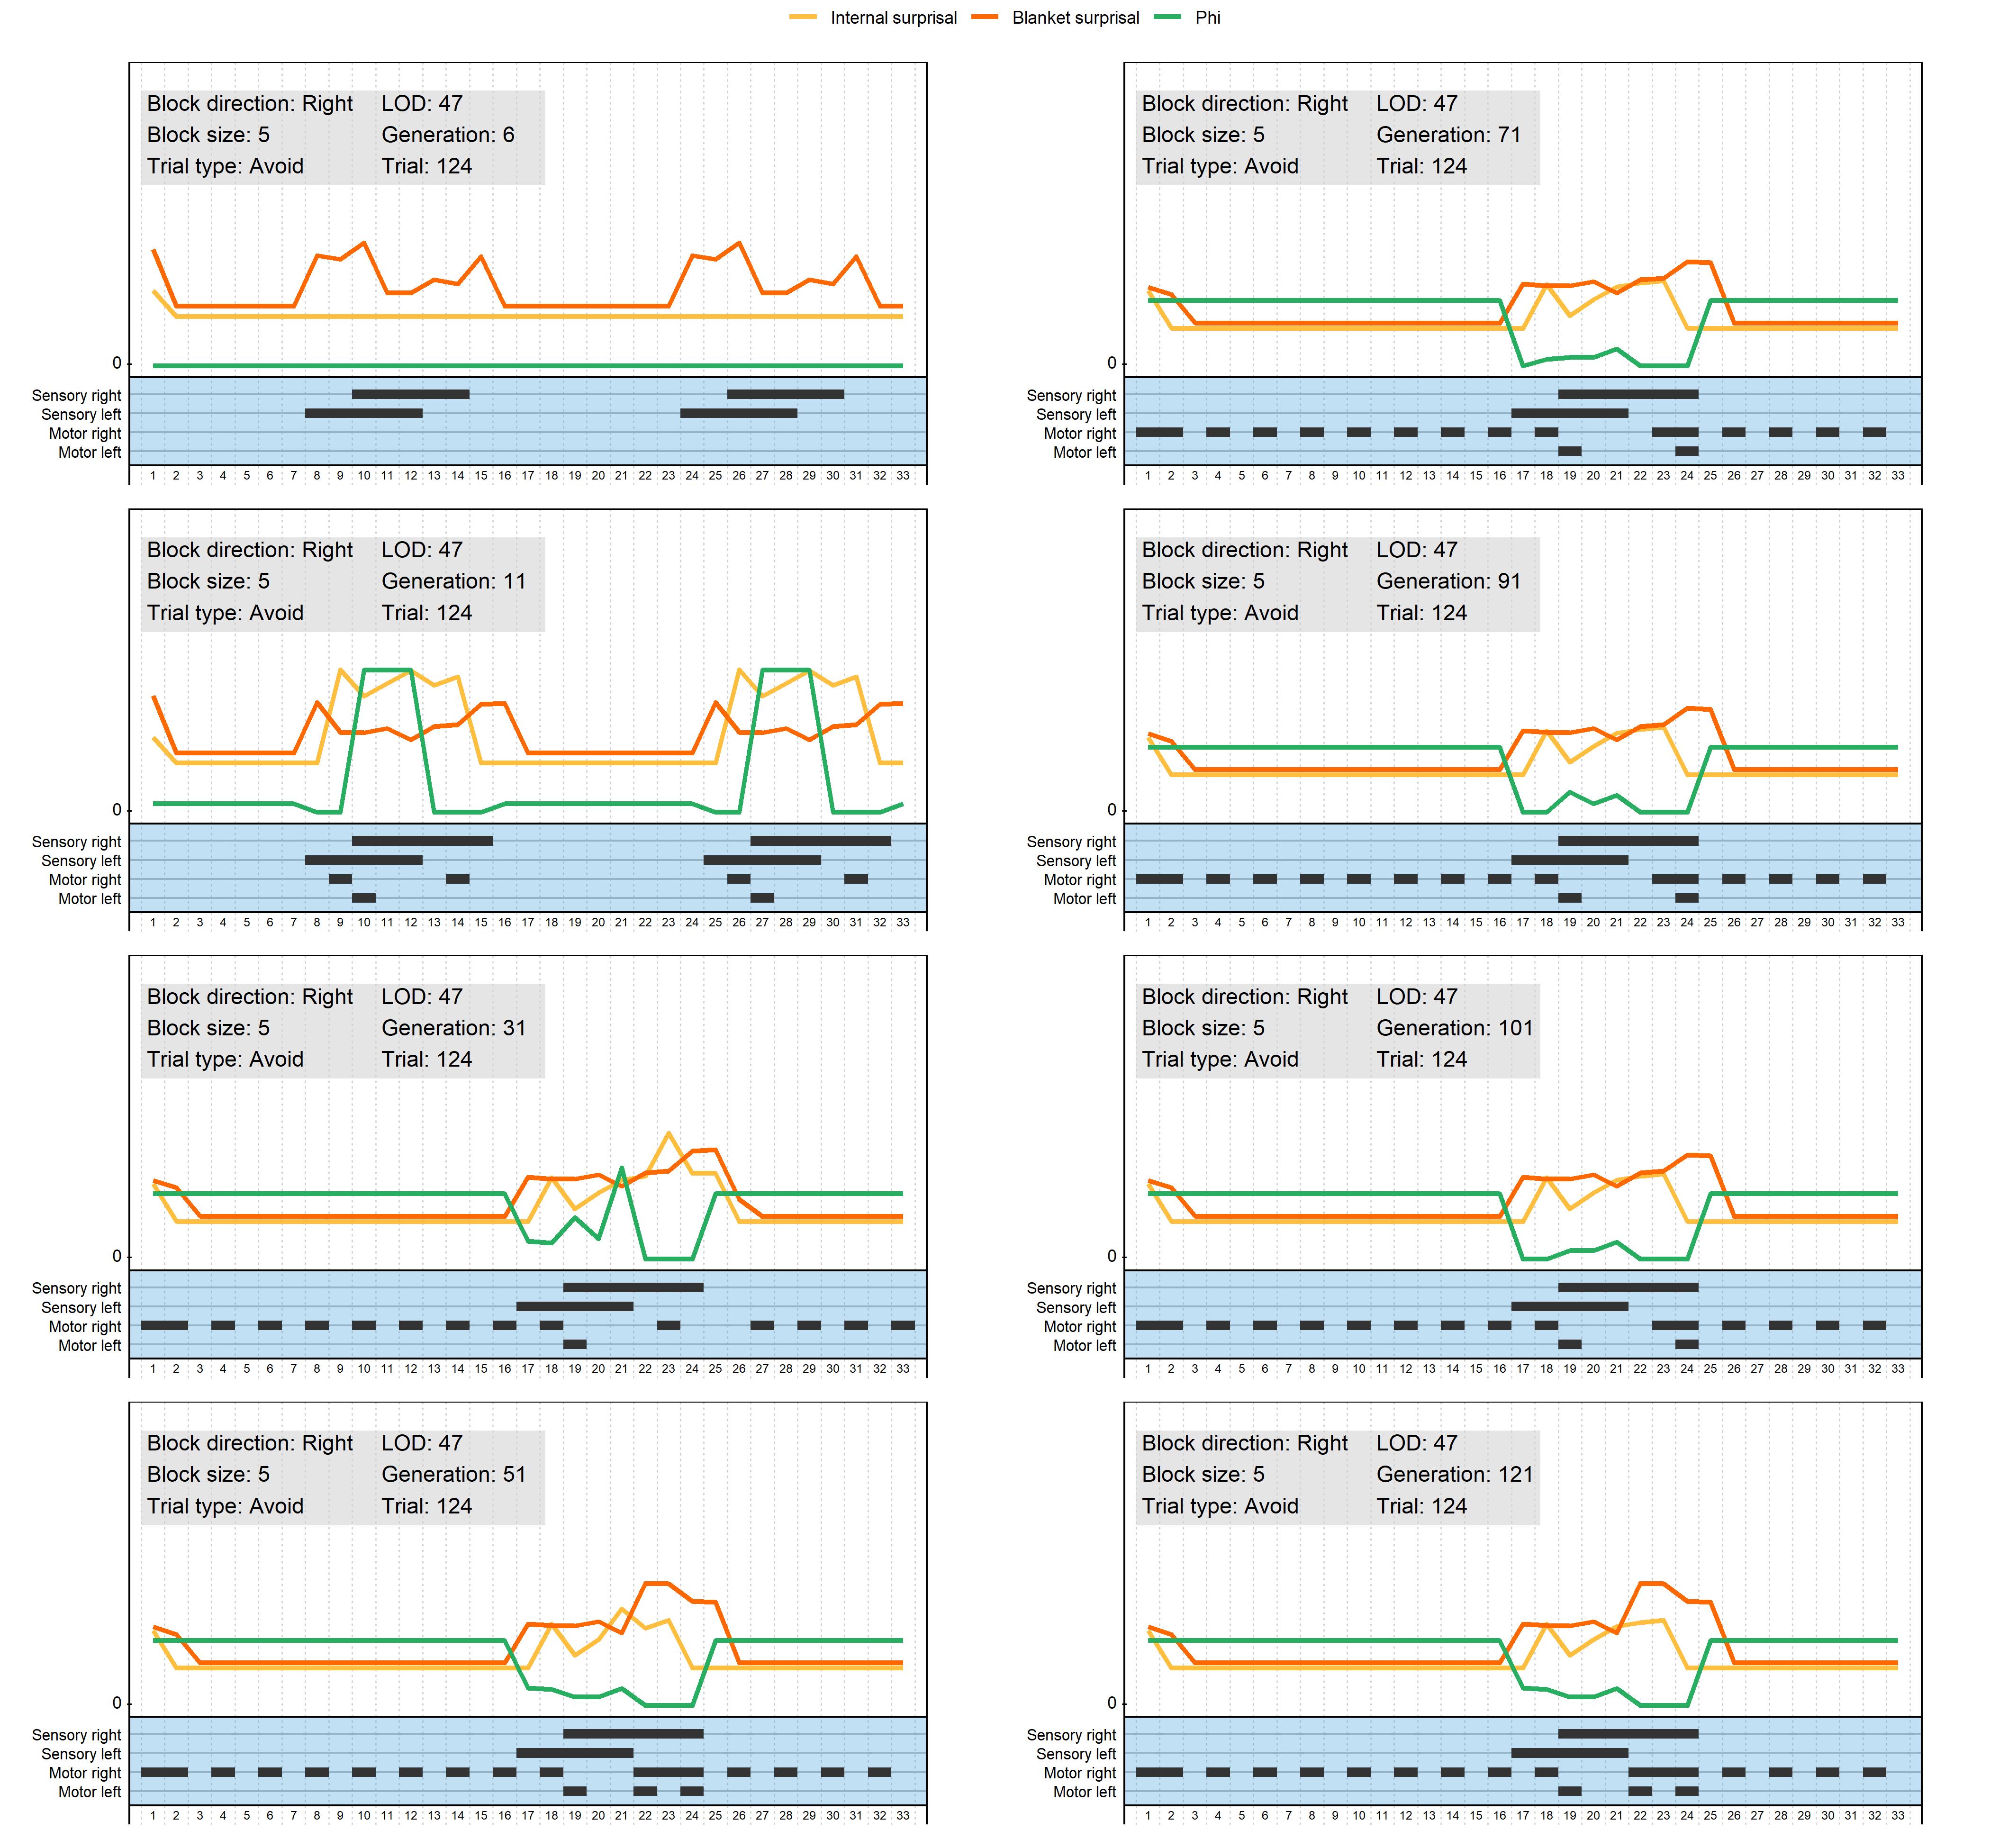 Internal surprisal Blanket surprisal Phi
Block direction: Right LOD: 47
Block size: 5 Generation: 6
Trial type: Avoid Trial: 124
0
Sensory right
Sensory left
Motor right
Motor left
1 2 3 4 5 6 7 8 9 10 11 12 13 14 15 16 17 18 19 20 21 22 23 24 25 26 27 28 29 30 31 32 33
Block direction: Right LOD: 47
Block size: 5 Generation: 71
Trial type: Avoid Trial: 124
0
Sensory right
Sensory left
Motor right
Motor left
1 2 3 4 5 6 7 8 9 10 11 12 13 14 15 16 17 18 19 20 21 22 23 24 25 26 27 28 29 30 31 32 33
Block direction: Right LOD: 47
Block size: 5 Generation: 11
Trial type: Avoid Trial: 124
0
Sensory right
Sensory left
Motor right
Motor left
1 2 3 4 5 6 7 8 9 10 11 12 13 14 15 16 17 18 19 20 21 22 23 24 25 26 27 28 29 30 31 32 33
Block direction: Right LOD: 47
Block size: 5 Generation: 91
Trial type: Avoid Trial: 124
0
Sensory right
Sensory left
Motor right
Motor left
1 2 3 4 5 6 7 8 9 10 11 12 13 14 15 16 17 18 19 20 21 22 23 24 25 26 27 28 29 30 31 32 33
Block direction: Right LOD: 47
Block size: 5 Generation: 31
Trial type: Avoid Trial: 124
0
Sensory right
Sensory left
Motor right
Motor left
1 2 3 4 5 6 7 8 9 10 11 12 13 14 15 16 17 18 19 20 21 22 23 24 25 26 27 28 29 30 31 32 33
Block direction: Right LOD: 47
Block size: 5 Generation: 101
Trial type: Avoid Trial: 124
0
Sensory right
Sensory left
Motor right
Motor left
1 2 3 4 5 6 7 8 9 10 11 12 13 14 15 16 17 18 19 20 21 22 23 24 25 26 27 28 29 30 31 32 33
Block direction: Right LOD: 47
Block size: 5 Generation: 51
Trial type: Avoid Trial: 124
0
Sensory right
Sensory left
Motor right
Motor left
1 2 3 4 5 6 7 8 9 10 11 12 13 14 15 16 17 18 19 20 21 22 23 24 25 26 27 28 29 30 31 32 33
Block direction: Right LOD: 47
Block size: 5 Generation: 121
Trial type: Avoid Trial: 124
0
Sensory right
Sensory left
Motor right
Motor left
1 2 3 4 5 6 7 8 9 10 11 12 13 14 15 16 17 18 19 20 21 22 23 24 25 26 27 28 29 30 31 32 33